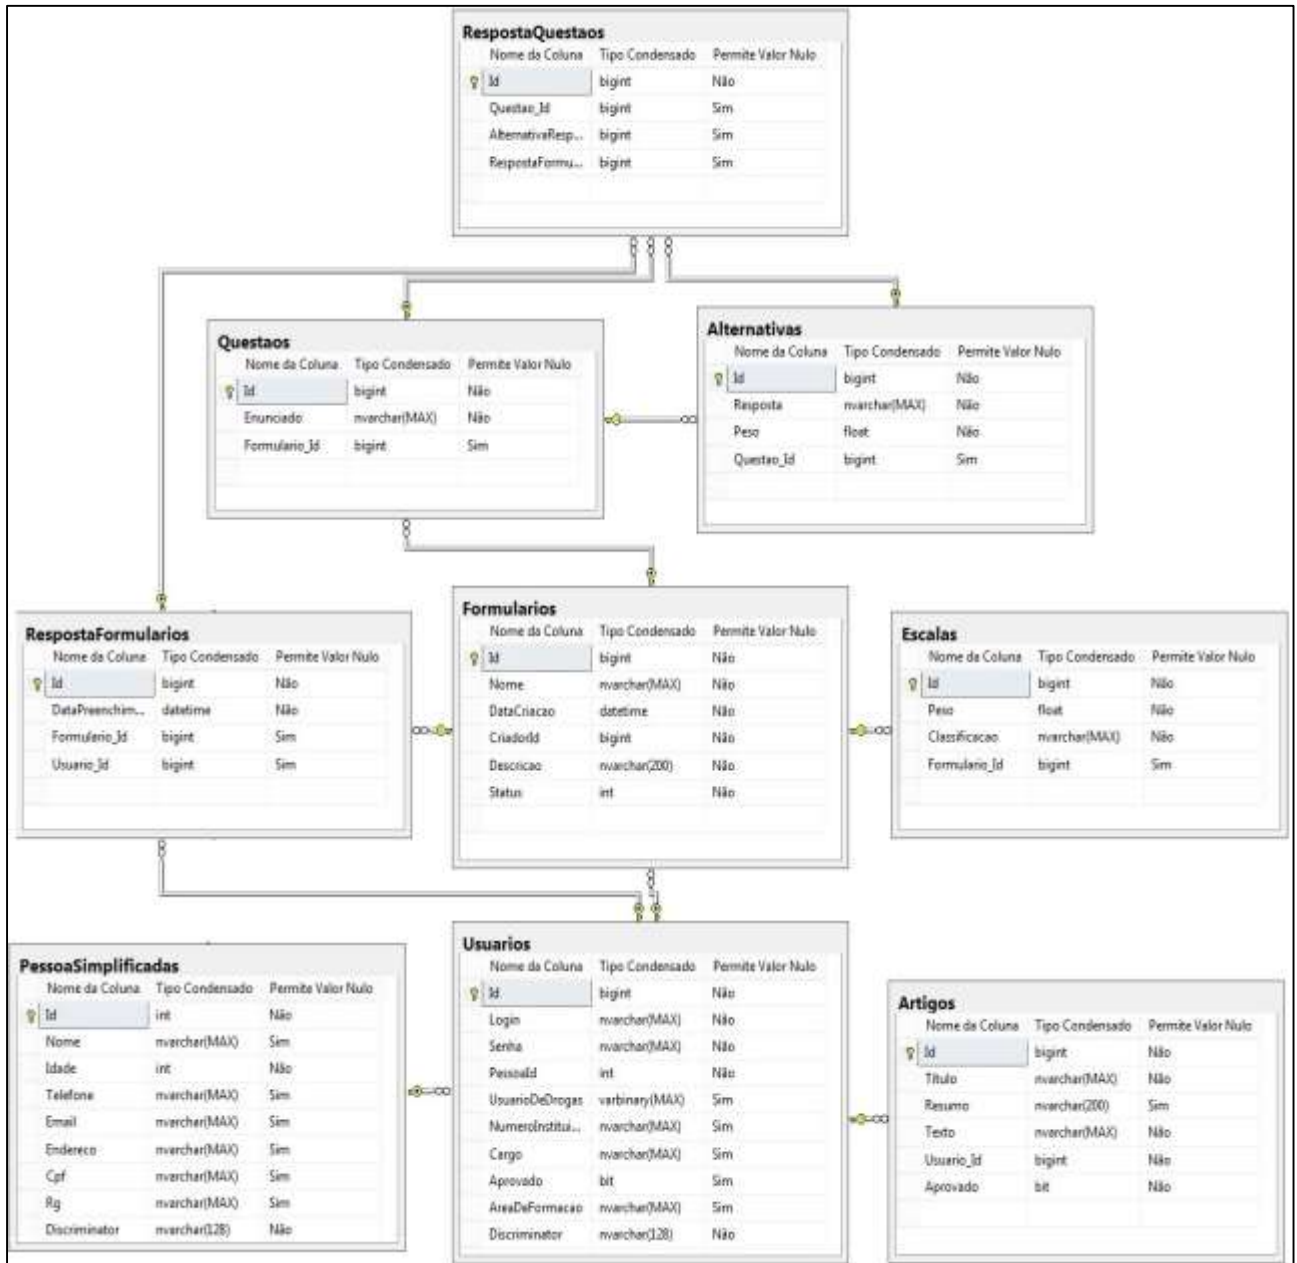 RespostaQuestaos
Nome da Coluna Tipo Condensado Permite Valor Nulo
Id bigint Não
Questao_Id bigint Sim
AlternativaResp... bigint Sim
RespostaFormu... bigint Sim
Questaos
Nome da Coluna Tipo Condensado Permite Valor Nulo
Id bigint Não
Enunciado nvarchar(MAX) Não
Formulario_Id bigint Sim
Alternativas
Nome da Coluna Tipo Condensado Permite Valor Nulo
Id bigint Não
Resposta nvarchar(MAX) Não
Peso float Não
Questao_Id bigint Sim
RespostaFormularios
Nome da Coluna Tipo Condensado Permite Valor Nulo
Id bigint Não
DataPreenchim... datetime Não
Formulario_Id bigint Sim
Usuario_Id bigint Sim
Formularios
Nome da Coluna Tipo Condensado Permite Valor Nulo
Id bigint Não
Nome nvarchar(MAX) Não
DataCriacao datetime Não
CriadorId bigint Não
Descricao nvarchar(200) Não
Status int Não
Escalas
Nome da Coluna Tipo Condensado Permite Valor Nulo
Id bigint Não
Peso float Não
Classificacao nvarchar(MAX) Não
Formulario_Id bigint Sim
PessoaSimplificadas
Nome da Coluna Tipo Condensado Permite Valor Nulo
Id int Não
Nome nvarchar(MAX) Sim
Idade int Não
Telefone nvarchar(MAX) Sim
Email nvarchar(MAX) Sim
Endereco nvarchar(MAX) Sim
Cpf nvarchar(MAX) Sim
Rg nvarchar(MAX) Sim
Discriminator nvarchar(128) Não
Usuarios
Nome da Coluna Tipo Condensado Permite Valor Nulo
Id bigint Não
Login nvarchar(MAX) Não
Senha nvarchar(MAX) Não
PessoaId int Não
UsuarioDeDrogas varbinary(MAX) Sim
NumeroInstitui... nvarchar(MAX) Sim
Cargo nvarchar(MAX) Sim
Aprovado bit Sim
AreaDeFormacao nvarchar(MAX) Sim
Discriminator nvarchar(128) Não
Artigos
Nome da Coluna Tipo Condensado Permite Valor Nulo
Id bigint Não
Titulo nvarchar(MAX) Não
Resumo nvarchar(200) Sim
Texto nvarchar(MAX) Não
Usuario_Id bigint Não
Aprovado bit Não